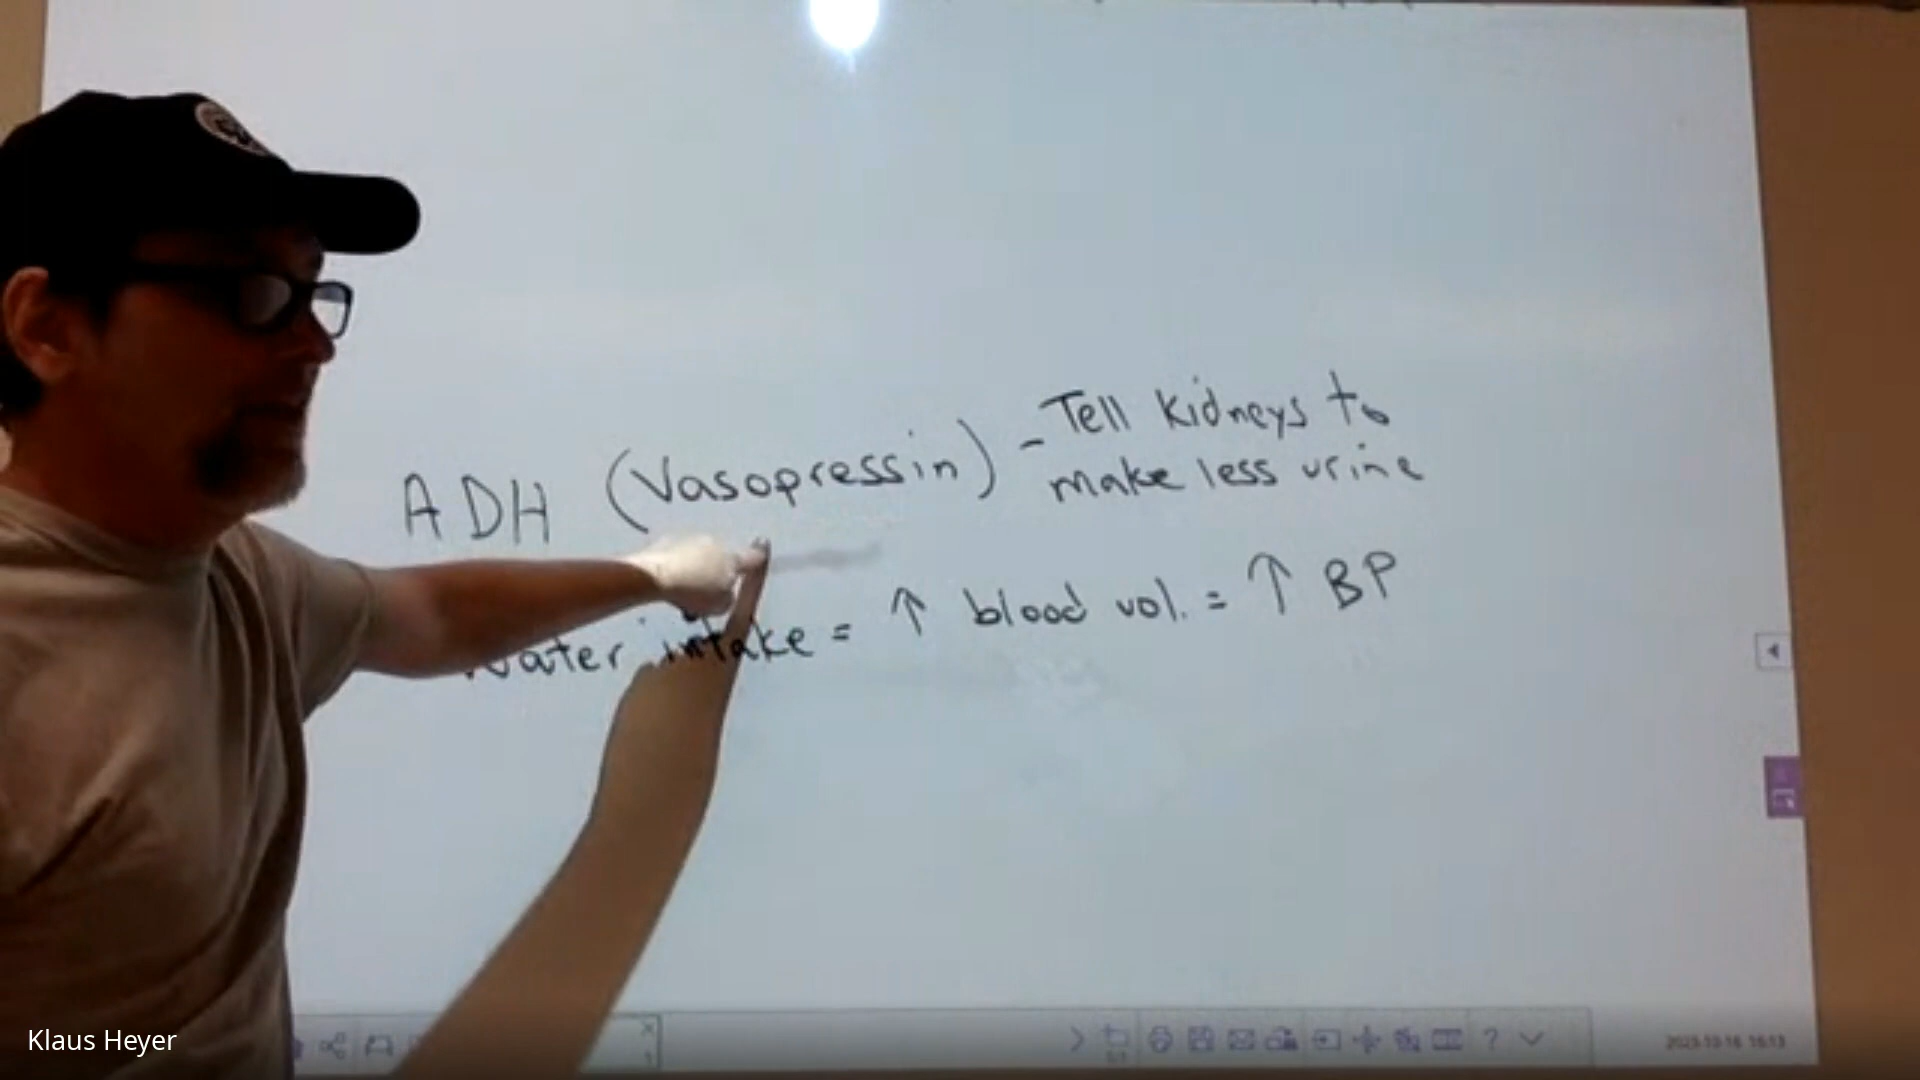 ADH (Vasopressin) - Tell kidneys to
make less urine
water intake = ↑ blood vol. = ↑ BP
?
Klaus Heyer